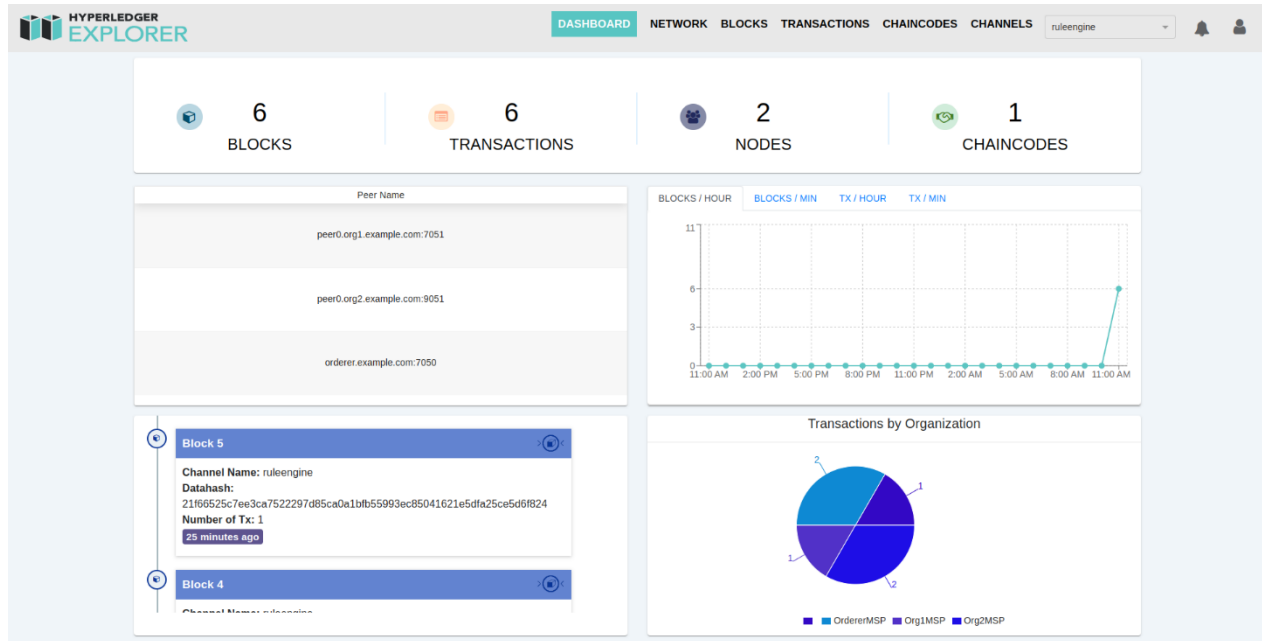 HYPERLEDGER
EXPLORER
DASHBOARD NETWORK BLOCKS TRANSACTIONS CHAINCODES CHANNELS ruleengine
6 6 2 1
BLOCKS TRANSACTIONS NODES CHAINCODES
Peer Name
peer0.org1.example.com:7051
peer0.org2.example.com:9051
orderer.example.com:7050
BLOCKS / HOUR BLOCKS / MIN TX / HOUR TX / MIN
11
6
3
0
11:00 AM 2:00 PM 5:00 PM 8:00 PM 11:00 PM 2:00 AM 5:00 AM 8:00 AM 11:00 AM
Block 5
Channel Name: ruleengine
Datahash:
21f66525c7ee3ca7522297d85ca0a1bfb55993ec85041621e5dfa25ce5d6f824
Number of Tx: 1
25 minutes ago
Block 4
Channel Name: ruleengine
Transactions by Organization
2
1
1
2
OrdererMSP Org1MSP Org2MSP